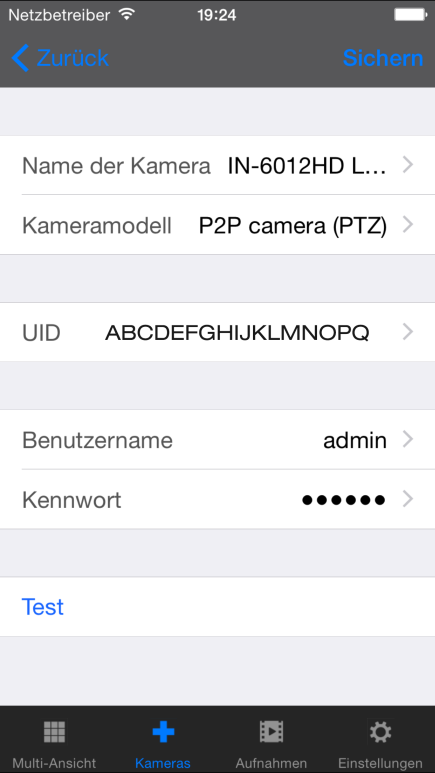 Netzbetreiber 19:24
Zurück Sichern
Name der Kamera IN-6012HD L...
Kameramodell P2P camera (PTZ)
UID ABCDEFGHIJKLMNOPQ
Benutzername admin
Kennwort ●●●●●●
Test
Multi-Ansicht Kameras Aufnahmen Einstellungen